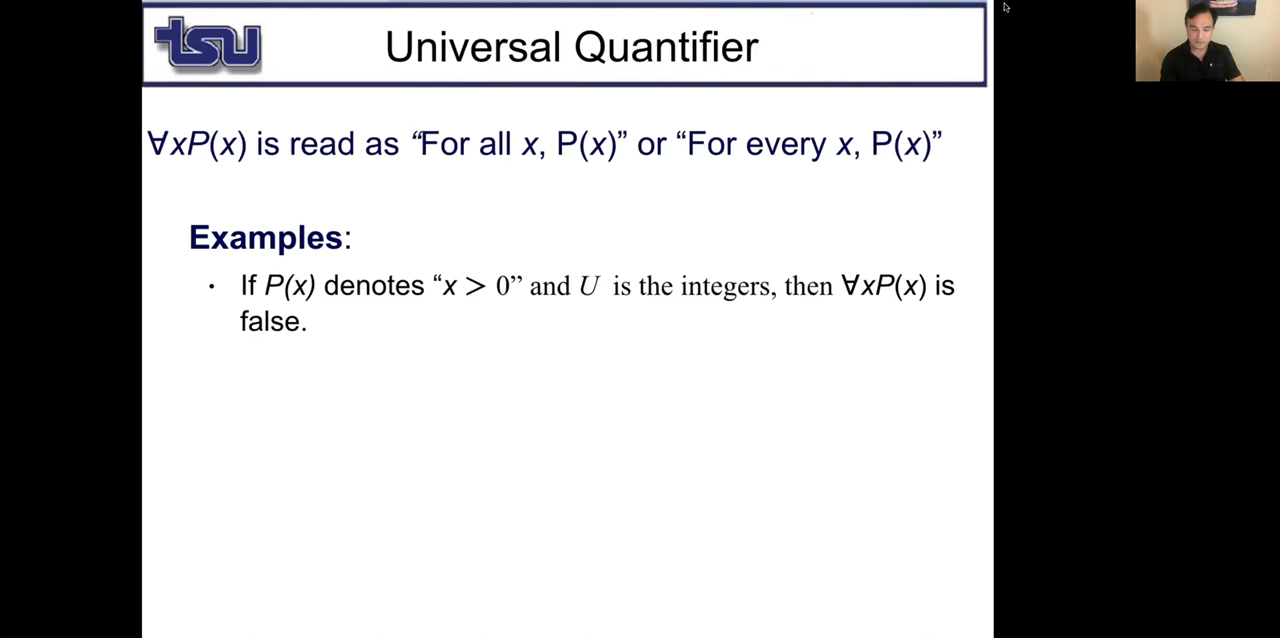 tsu
Universal Quantifier
∀xP(x) is read as “For all x, P(x)” or “For every x, P(x)”
Examples:
· If P(x) denotes “x > 0” and U is the integers, then ∀xP(x) is
false.